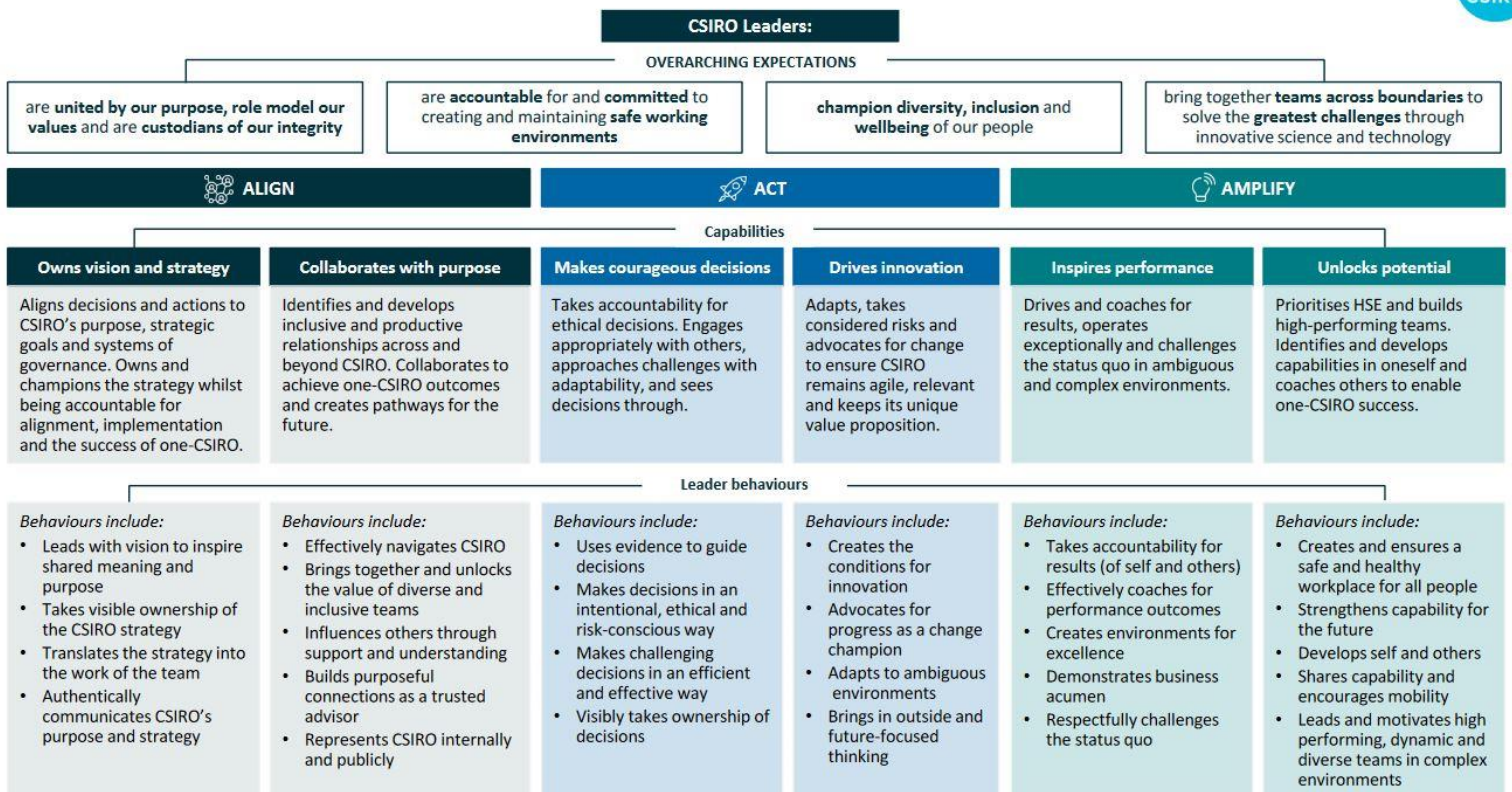 CSIRO Leaders:
OVERARCHING EXPECTATIONS
are united by our purpose, role model our
values and are custodians of our integrity
are accountable for and committed to
creating and maintaining safe working
environments
champion diversity, inclusion and
wellbeing of our people
bring together teams across boundaries to
solve the greatest challenges through
innovative science and technology
ALIGN
ACT
AMPLIFY
Capabilities
Owns vision and strategy
Aligns decisions and actions to
CSIRO's purpose, strategic
goals and systems of
governance. Owns and
champions the strategy whilst
being accountable for
alignment, implementation
and the success of one-CSIRO.
Collaborates with purpose
Identifies and develops
inclusive and productive
relationships across and
beyond CSIRO. Collaborates to
achieve one-CSIRO outcomes
and creates pathways for the
future.
Makes courageous decisions
Takes accountability for
ethical decisions. Engages
appropriately with others,
approaches challenges with
adaptability, and sees
decisions through.
Drives innovation
Adapts, takes
considered risks and
advocates for change
to ensure CSIRO
remains agile, relevant
and keeps its unique
value proposition.
Inspires performance
Drives and coaches for
results, operates
exceptionally and challenges
the status quo in ambiguous
and complex environments.
Unlocks potential
Prioritises HSE and builds
high-performing teams.
Identifies and develops
capabilities in oneself and
coaches others to enable
one-CSIRO success.
Leader behaviours
Behaviours include:
• Leads with vision to inspire
shared meaning and
purpose
• Takes visible ownership of
the CSIRO strategy
• Translates the strategy into
the work of the team
• Authentically
communicates CSIRO's
purpose and strategy
Behaviours include:
• Effectively navigates CSIRO
• Brings together and unlocks
the value of diverse and
inclusive teams
• Influences others through
support and understanding
• Builds purposeful
connections as a trusted
advisor
• Represents CSIRO internally
and publicly
Behaviours include:
• Uses evidence to guide
decisions
• Makes decisions in an
intentional, ethical and
risk-conscious way
• Makes challenging
decisions in an efficient
and effective way
• Visibly takes ownership of
decisions
Behaviours include:
• Creates the
conditions for
innovation
• Advocates for
progress as a change
champion
• Adapts to ambiguous
environments
• Brings in outside and
future-focused
thinking
Behaviours include:
• Takes accountability for
results (of self and others)
• Effectively coaches for
performance outcomes
• Creates environments for
excellence
• Demonstrates business
acumen
• Respectfully challenges
the status quo
Behaviours include:
• Creates and ensures a
safe and healthy
workplace for all people
• Strengthens capability for
the future
• Develops self and others
• Shares capability and
encourages mobility
• Leads and motivates high
performing, dynamic and
diverse teams in complex
environments